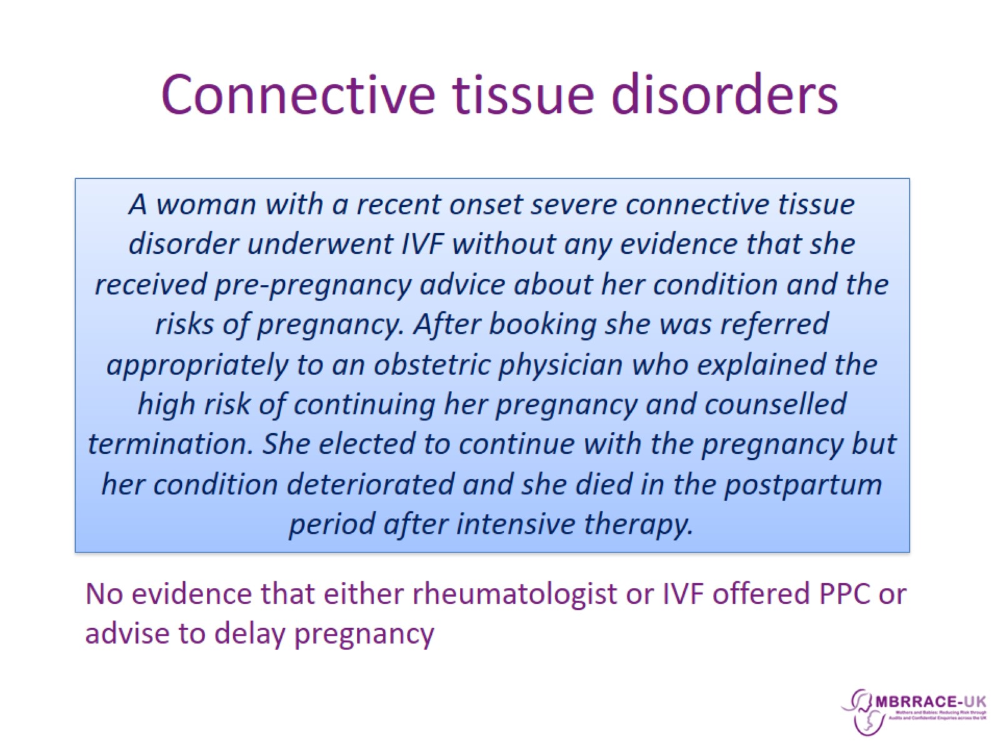 Connective tissue disorders
A woman with a recent onset severe connective tissue
disorder underwent IVF without any evidence that she
received pre-pregnancy advice about her condition and the
risks of pregnancy. After booking she was referred
appropriately to an obstetric physician who explained the
high risk of continuing her pregnancy and counselled
termination. She elected to continue with the pregnancy but
her condition deteriorated and she died in the postpartum
period after intensive therapy.
No evidence that either rheumatologist or IVF offered PPC or
advise to delay pregnancy
MBRRACE-UK
Mothers and Babies: Reducing Risk through
Audits and Confidential Enquiries across the UK